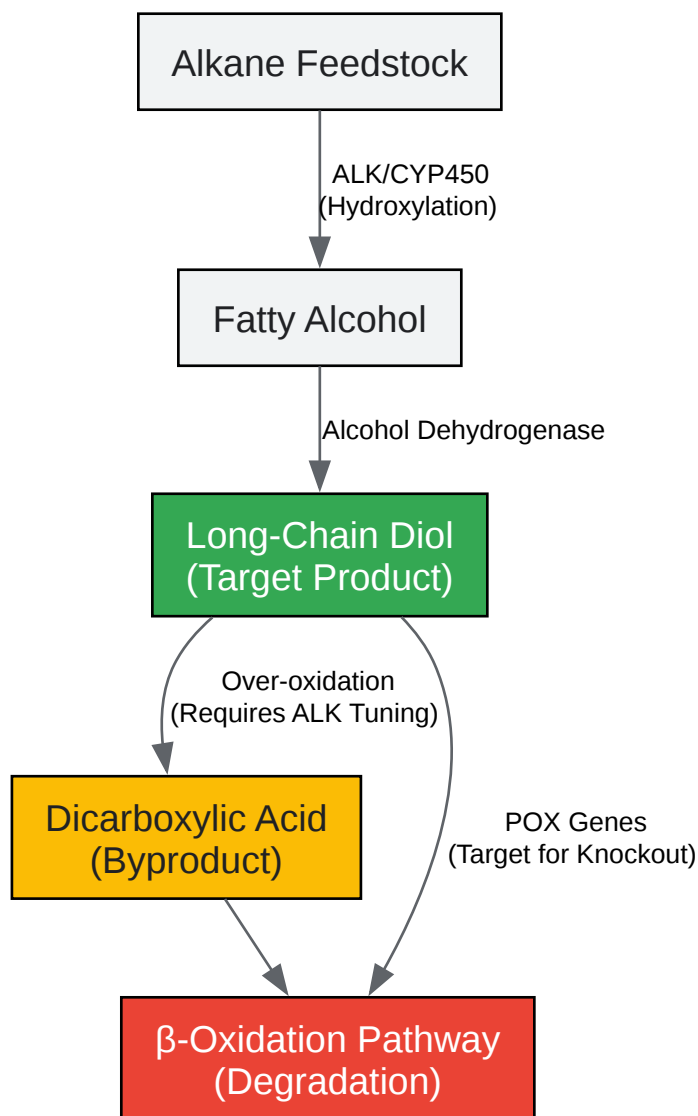 Alkane Feedstock
ALK/CYP450
(Hydroxylation)
Fatty Alcohol
Alcohol Dehydrogenase
Long-Chain Diol
(Target Product)
Over-oxidation
(Requires ALK Tuning)
Dicarboxylic Acid
(Byproduct)
POX Genes
(Target for Knockout)
β-Oxidation Pathway
(Degradation)